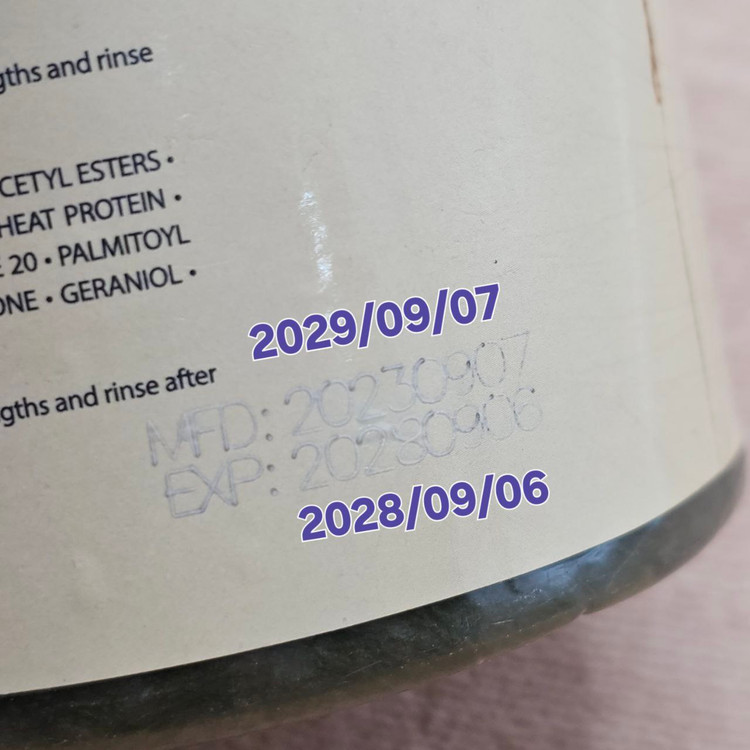 gths and rinse
CETYL ESTERS •
HEAT PROTEIN •
E 20 • PALMITOYL
ONE • GERANIOL •
2029/09/07
gths and rinse after
MFD: 20230907
EXP: 20280906
2028/09/06